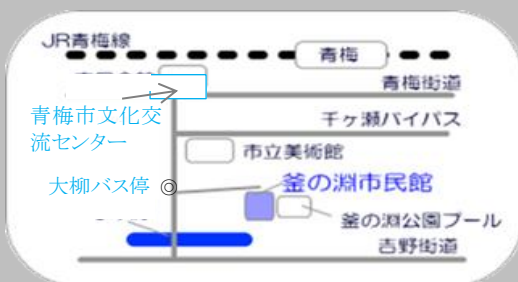 JR青梅線
青梅
青梅街道
青梅市文化交
流センター
千ヶ瀬バイパス
市立美術館
大柳バス停 ◎
釜の淵市民館
釜の淵公園プール
吉野街道